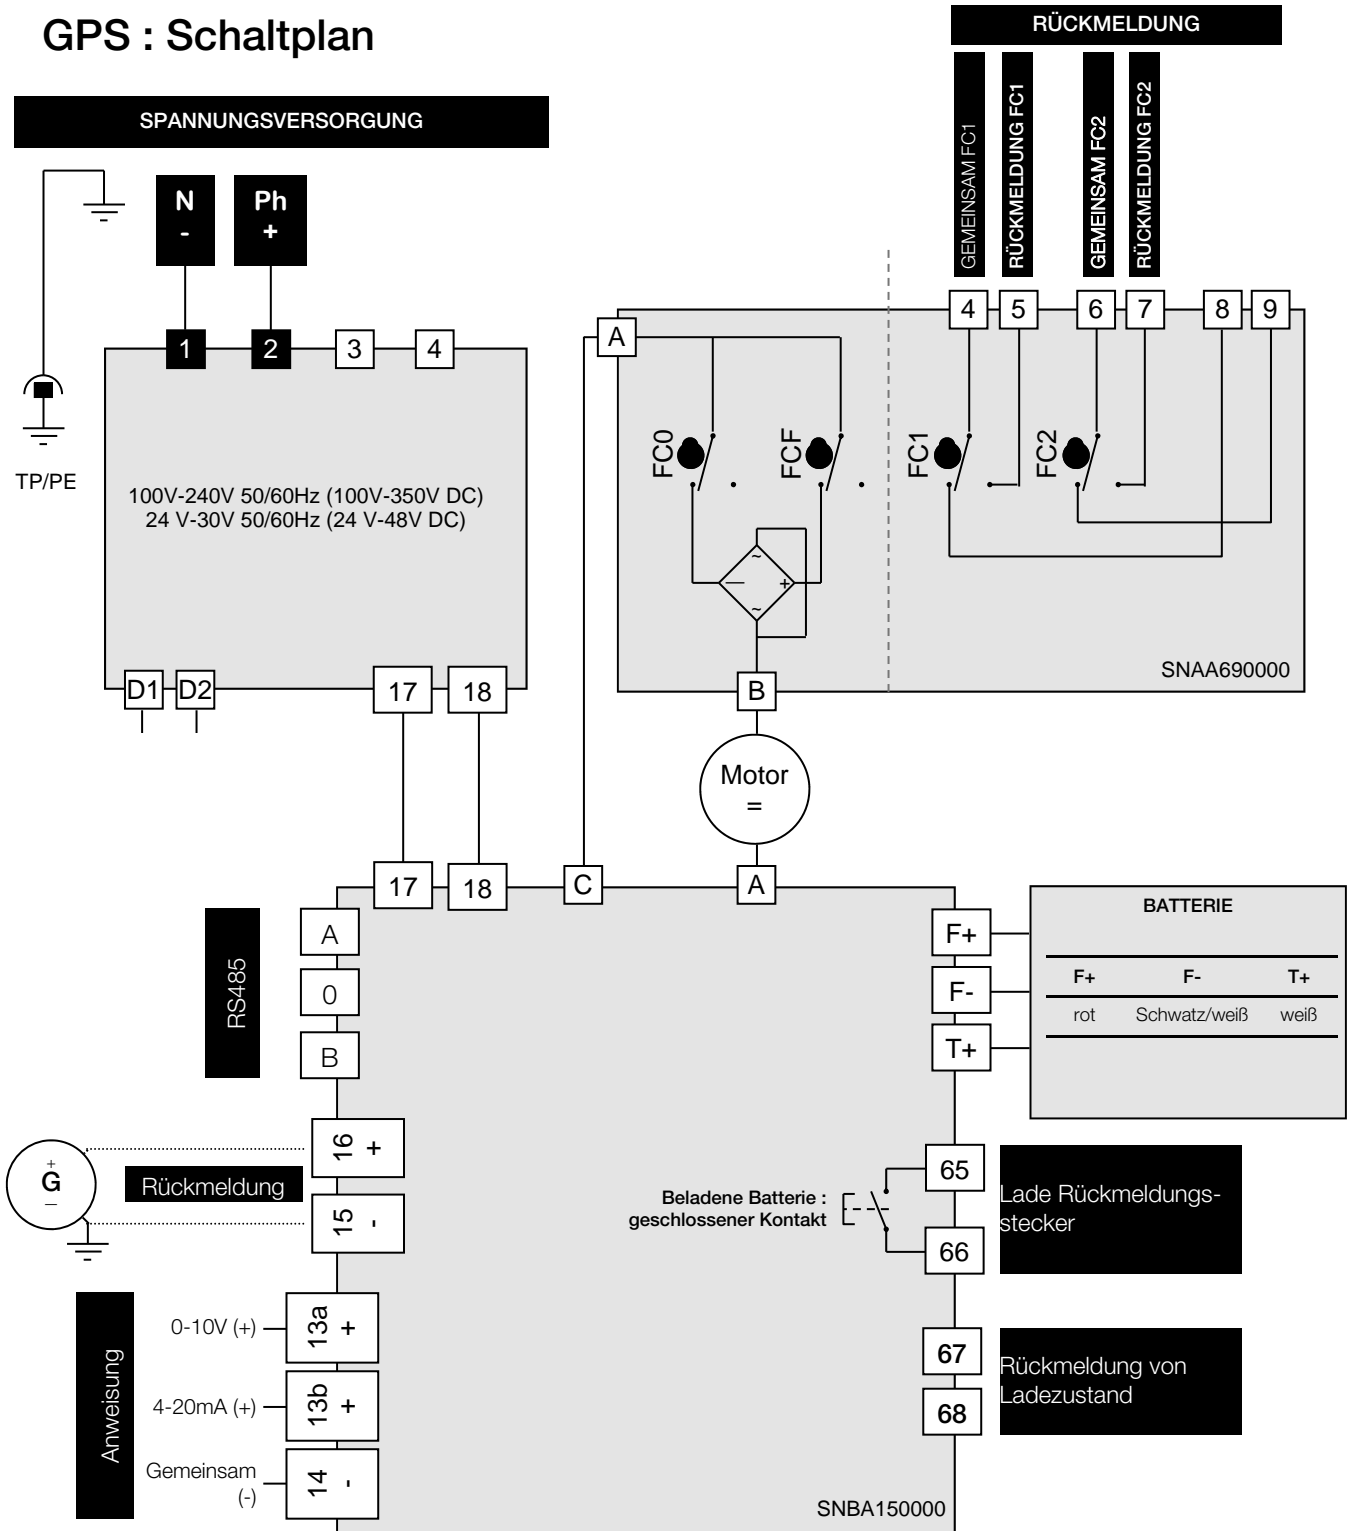 GPS : Schaltplan
RÜCKMELDUNG
SPANNUNGSVERSORGUNG
GEMEINSAM FC1
RÜCKMELDUNG FC1
GEMEINSAM FC2
RÜCKMELDUNG FC2
N
-
Ph
+
1
2
3
4
TP/PE
100V-240V 50/60Hz (100V-350V DC)
24 V-30V 50/60Hz (24 V-48V DC)
D1
D2
17
18
A
4
5
6
7
8
9
FC0
FCF
FC1
FC2
~
—
+
~
B
SNAA690000
Motor
=
17
18
C
A
RS485
A
0
B
F+
F-
T+
BATTERIE
F+ F- T+
rot Schwatz/weiß weiß
+
G
–
Rückmeldung
16 +
15 -
Beladene Batterie :
geschlossener Kontakt
65
66
Lade Rückmeldungs-
stecker
67
68
Rückmeldung von
Ladezustand
Anweisung
0-10V (+)
13a +
4-20mA (+)
13b +
Gemeinsam
(-)
14 -
SNBA150000